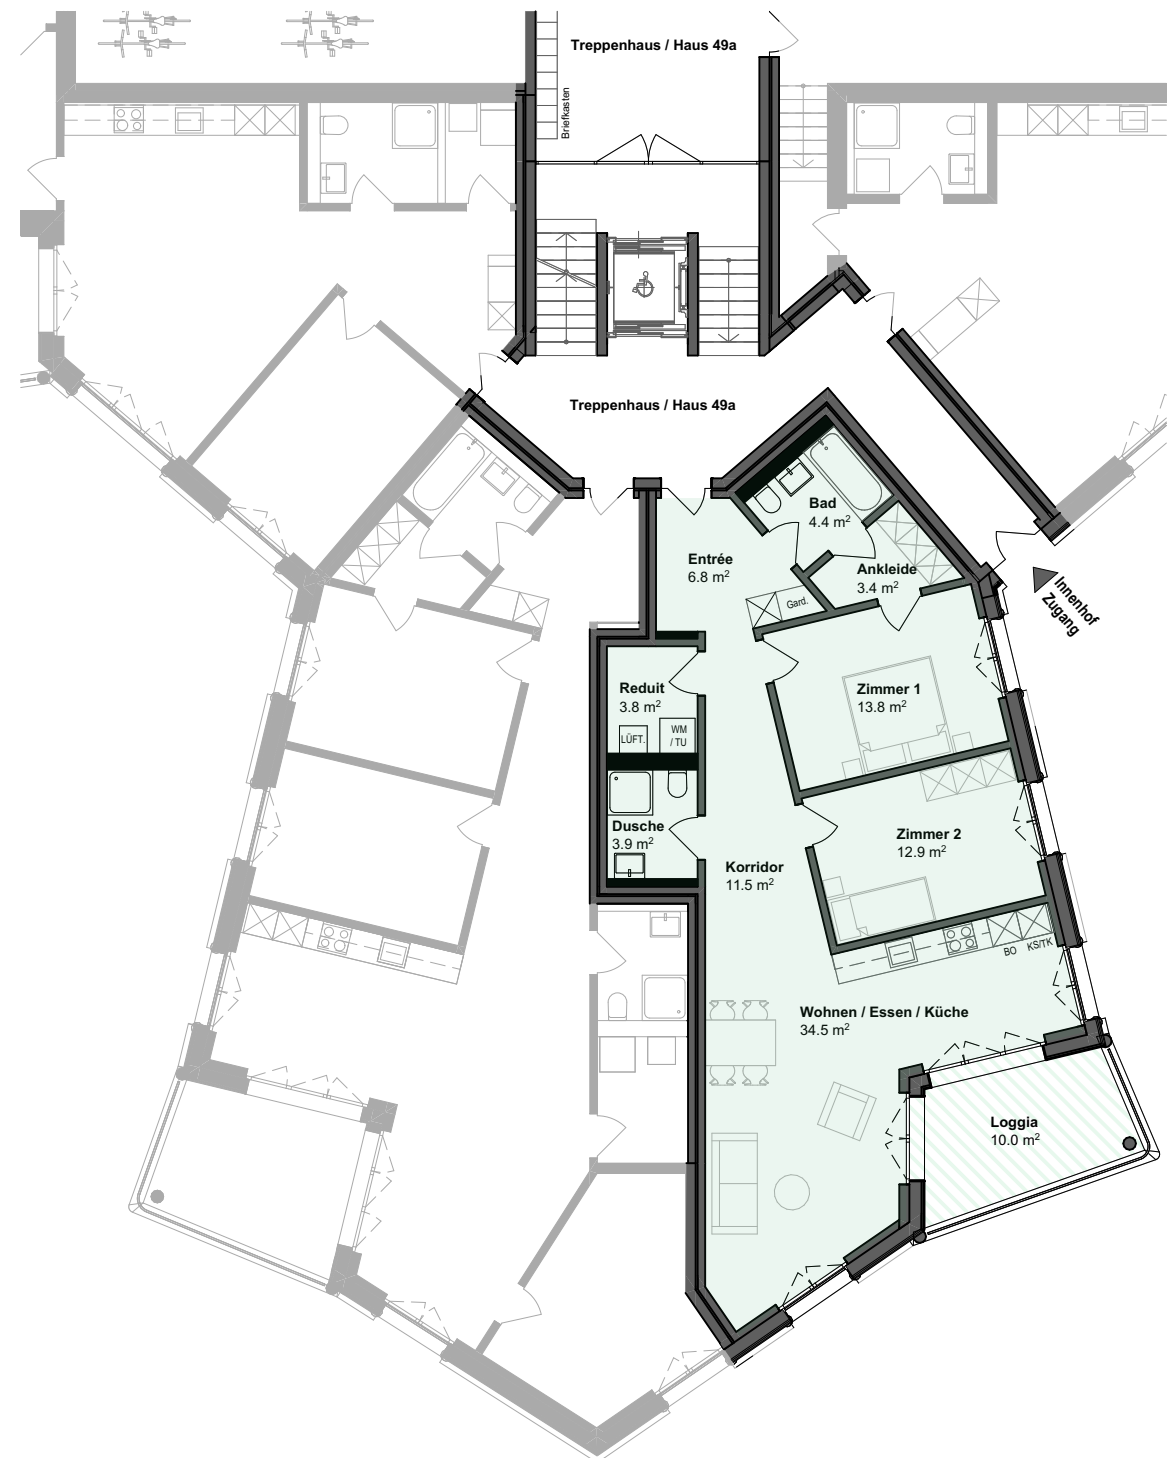 Treppenhaus / Haus 49a
Briefkasten
Treppenhaus / Haus 49a
Bad
4.4 m²
Entrée
6.8 m²
Ankleide
3.4 m²
Gard.
Innenhof
Zugang
Reduit
3.8 m²
LÜFT.
WM
/ TU
Zimmer 1
13.8 m²
Dusche
3.9 m²
Zimmer 2
12.9 m²
Korridor
11.5 m²
BO
KS/TK
Wohnen / Essen / Küche
34.5 m²
Loggia
10.0 m²